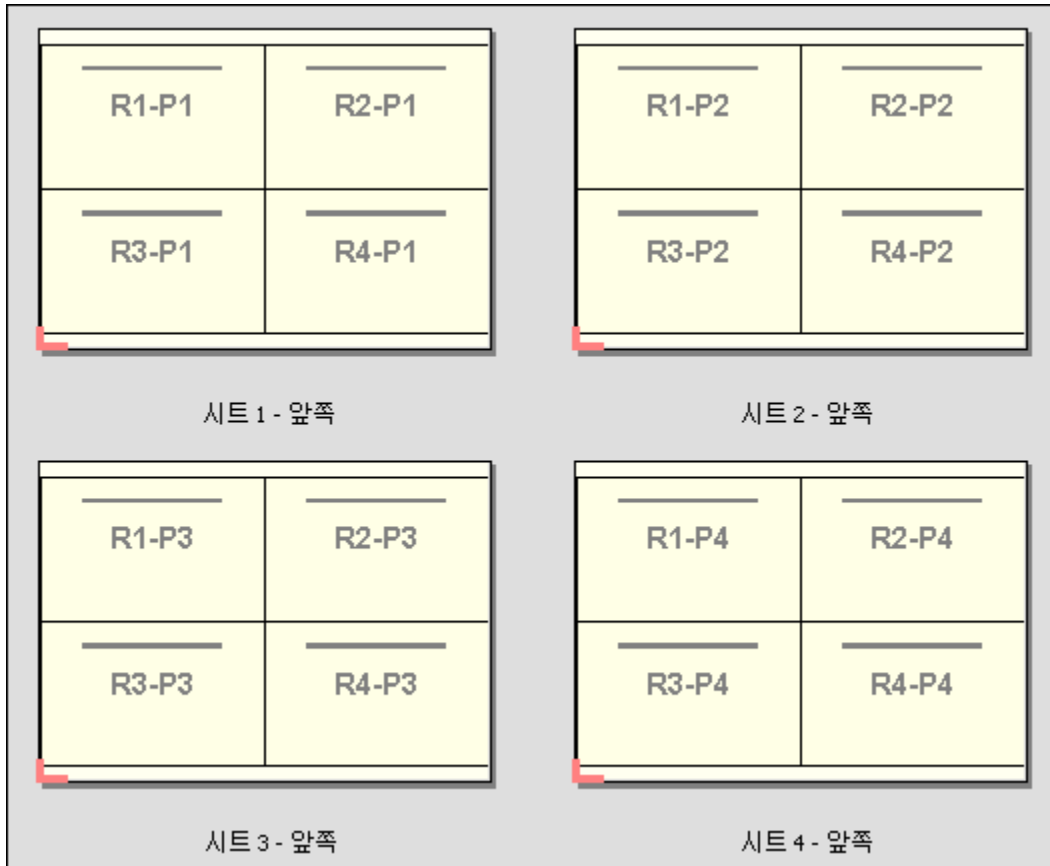 R1-P1 R2-P1
R3-P1 R4-P1
시트 1 - 앞쪽
R1-P2 R2-P2
R3-P2 R4-P2
시트 2 - 앞쪽
R1-P3 R2-P3
R3-P3 R4-P3
시트 3 - 앞쪽
R1-P4 R2-P4
R3-P4 R4-P4
시트 4 - 앞쪽